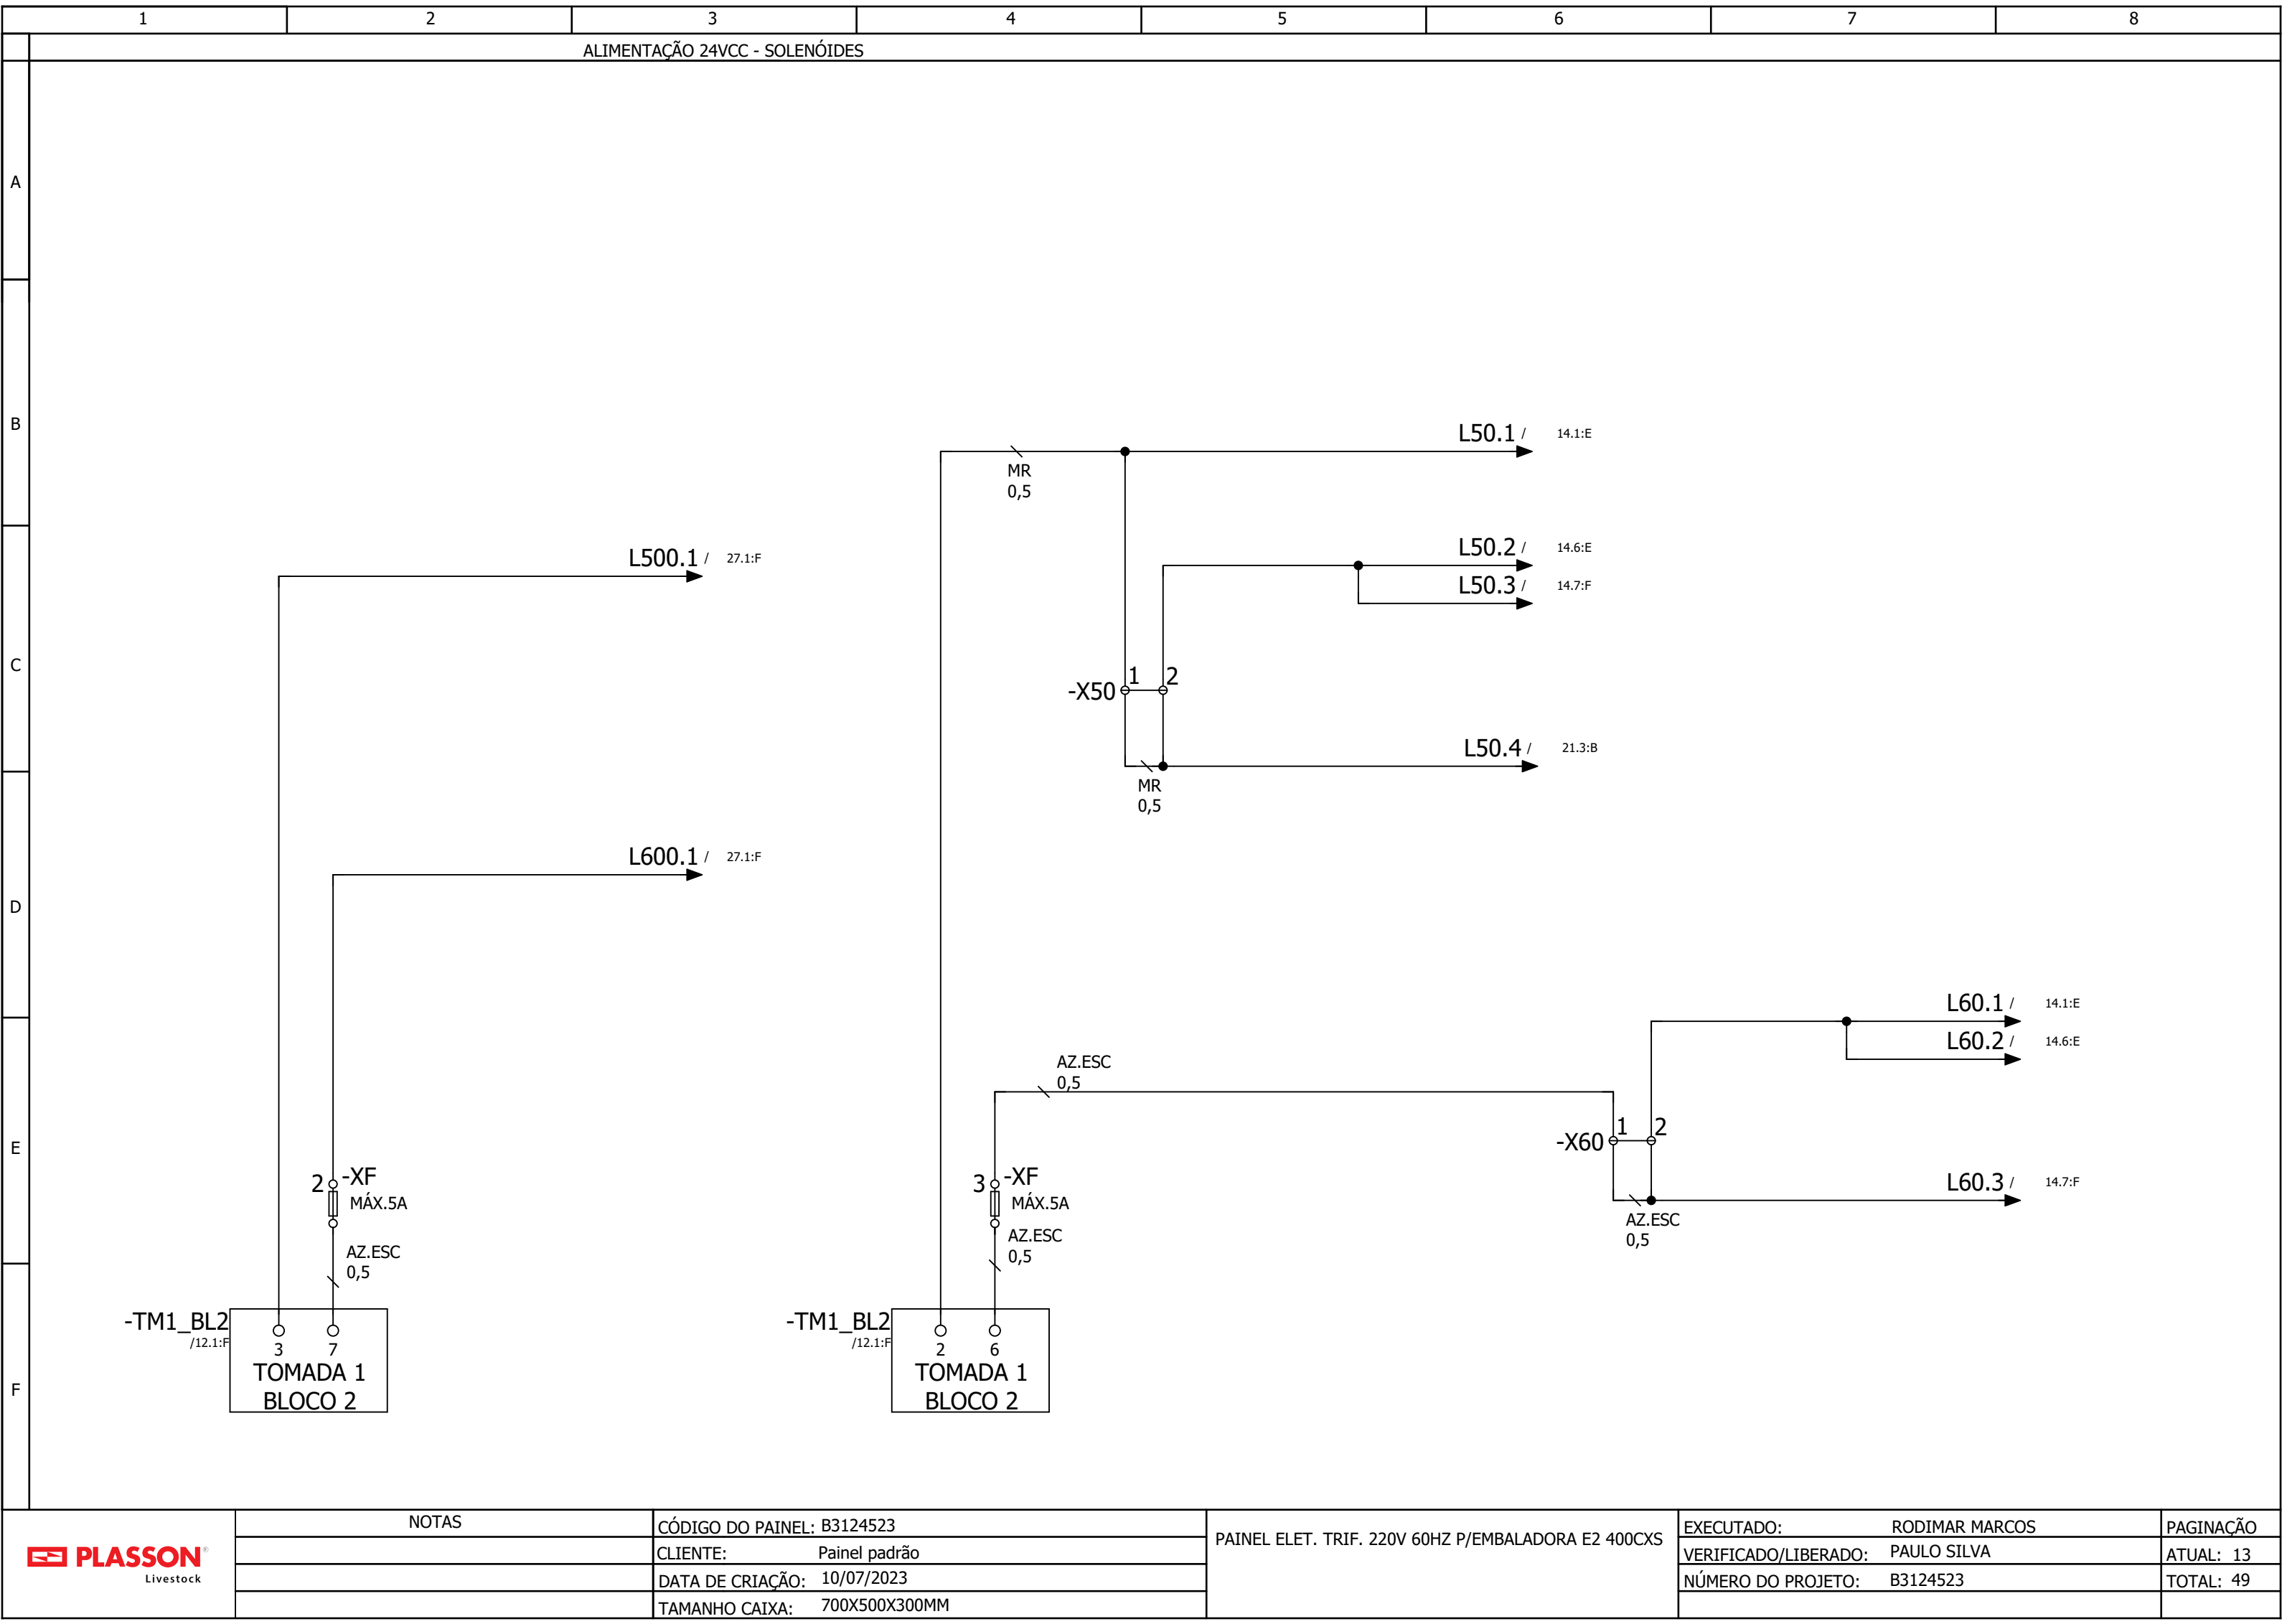 1 2 3 4 5 6 7 8
ALIMENTAÇÃO 24VCC - SOLENÓIDES
A
B
L50.1 / 14.1:E
MR
0,5
C
L500.1 / 27.1:F
L50.2 / 14.6:E
L50.3 / 14.7:F
-X50 1 2
L50.4 / 21.3:B
MR
0,5
D
L600.1 / 27.1:F
E
L60.1 / 14.1:E
L60.2 / 14.6:E
AZ.ESC
0,5
-X60 1 2
2 -XF
MÁX.5A
3 -XF
MÁX.5A
L60.3 / 14.7:F
AZ.ESC
0,5
AZ.ESC
0,5
AZ.ESC
0,5
F
-TM1_BL2
/12.1:F
3 7
TOMADA 1
BLOCO 2
-TM1_BL2
/12.1:F
2 6
TOMADA 1
BLOCO 2
PLASSON®
Livestock
NOTAS
CÓDIGO DO PAINEL: B3124523
CLIENTE: Painel padrão
DATA DE CRIAÇÃO: 10/07/2023
TAMANHO CAIXA: 700X500X300MM
PAINEL ELET. TRIF. 220V 60HZ P/EMBALADORA E2 400CXS
EXECUTADO: RODIMAR MARCOS
VERIFICADO/LIBERADO: PAULO SILVA
NÚMERO DO PROJETO: B3124523
PAGINAÇÃO
ATUAL: 13
TOTAL: 49